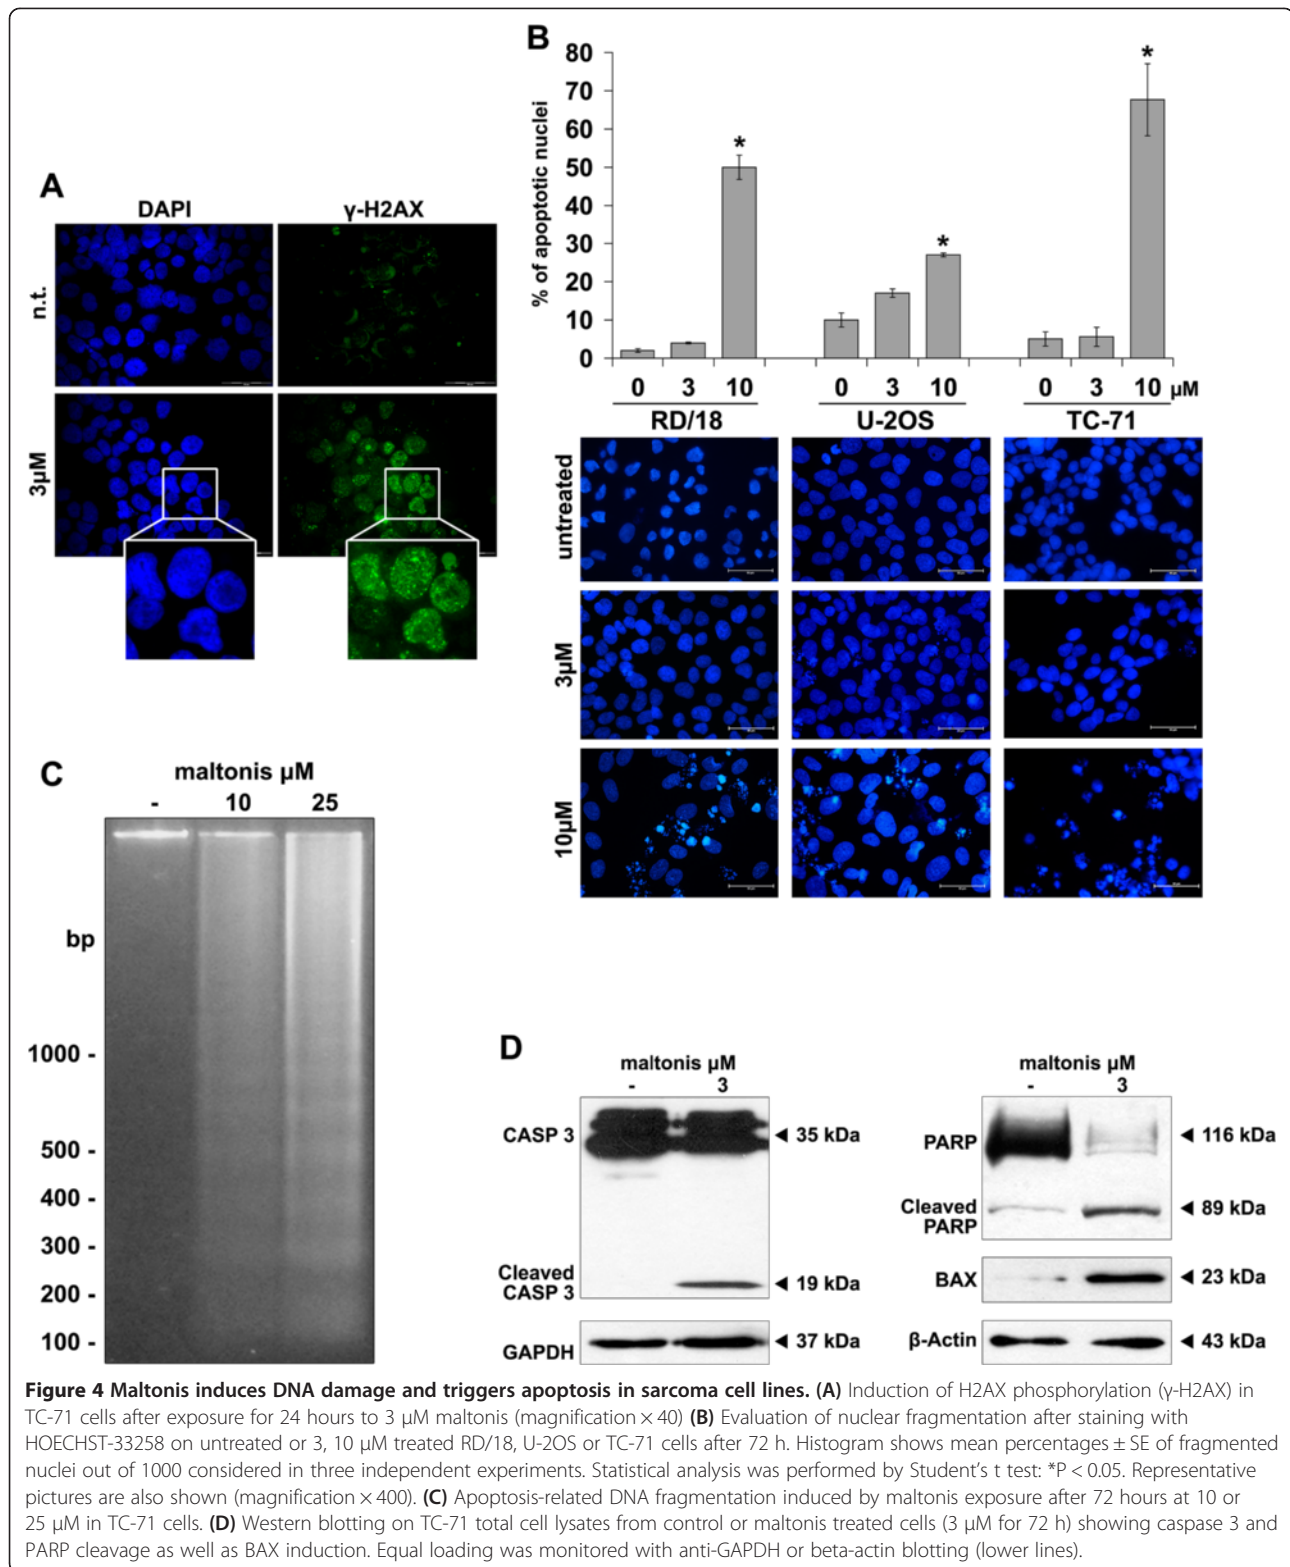 A
DAPI γ-H2AX
n.t.
3μM
B
% of apoptotic nuclei
80
70
60
50
40
30
20
10
0
* * *
0 3 10 0 3 10 0 3 10 μM
RD/18 U-2OS TC-71
untreated
3μM
10μM
C
maltonis μM
- 10 25
bp
1000 -
500 -
400 -
300 -
200 -
100 -
D
maltonis μM
- 3
CASP 3 ◄ 35 kDa
Cleaved
CASP 3 ◄ 19 kDa
GAPDH ◄ 37 kDa
maltonis μM
- 3
PARP ◄ 116 kDa
Cleaved
PARP ◄ 89 kDa
BAX ◄ 23 kDa
β-Actin ◄ 43 kDa
Figure 4 Maltonis induces DNA damage and triggers apoptosis in sarcoma cell lines. (A) Induction of H2AX phosphorylation (γ-H2AX) in
TC-71 cells after exposure for 24 hours to 3 μM maltonis (magnification × 40) (B) Evaluation of nuclear fragmentation after staining with
HOECHST-33258 on untreated or 3, 10 μM treated RD/18, U-2OS or TC-71 cells after 72 h. Histogram shows mean percentages ± SE of fragmented
nuclei out of 1000 considered in three independent experiments. Statistical analysis was performed by Student's t test: *P < 0.05. Representative
pictures are also shown (magnification × 400). (C) Apoptosis-related DNA fragmentation induced by maltonis exposure after 72 hours at 10 or
25 μM in TC-71 cells. (D) Western blotting on TC-71 total cell lysates from control or maltonis treated cells (3 μM for 72 h) showing caspase 3 and
PARP cleavage as well as BAX induction. Equal loading was monitored with anti-GAPDH or beta-actin blotting (lower lines).